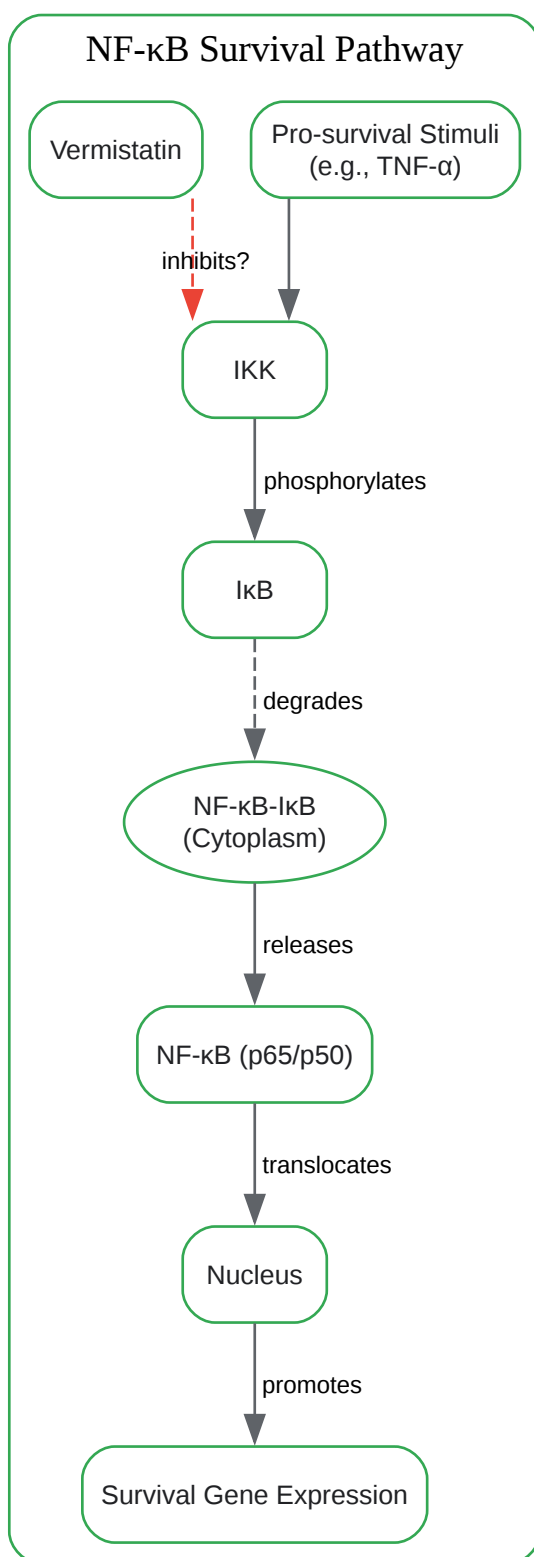 NF-κB Survival Pathway
Vermistatin
Pro-survival Stimuli
(e.g., TNF-α)
inhibits?
IKK
phosphorylates
IκB
degrades
NF-κB-IκB
(Cytoplasm)
releases
NF-κB (p65/p50)
translocates
Nucleus
promotes
Survival Gene Expression